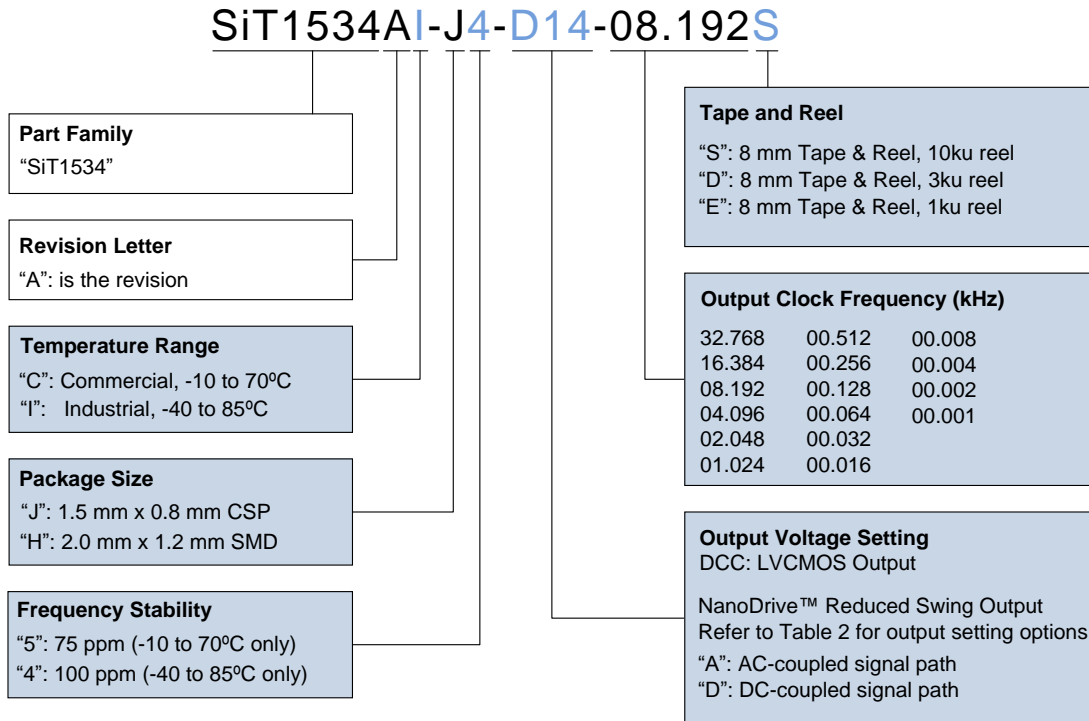 SiT1534AI-J4-D14-08.192S
Part Family
“SiT1534”
Revision Letter
“A”: is the revision
Temperature Range
“C”: Commercial, -10 to 70ºC
“I”: Industrial, -40 to 85ºC
Package Size
“J”: 1.5 mm x 0.8 mm CSP
“H”: 2.0 mm x 1.2 mm SMD
Frequency Stability
“5”: 75 ppm (-10 to 70ºC only)
“4”: 100 ppm (-40 to 85ºC only)
Tape and Reel
“S”: 8 mm Tape & Reel, 10ku reel
“D”: 8 mm Tape & Reel, 3ku reel
“E”: 8 mm Tape & Reel, 1ku reel
Output Clock Frequency (kHz)
32.768 00.512 00.008
16.384 00.256 00.004
08.192 00.128 00.002
04.096 00.064 00.001
02.048 00.032
01.024 00.016
Output Voltage Setting
DCC: LVCMOS Output
NanoDrive™ Reduced Swing Output
Refer to Table 2 for output setting options
“A”: AC-coupled signal path
“D”: DC-coupled signal path